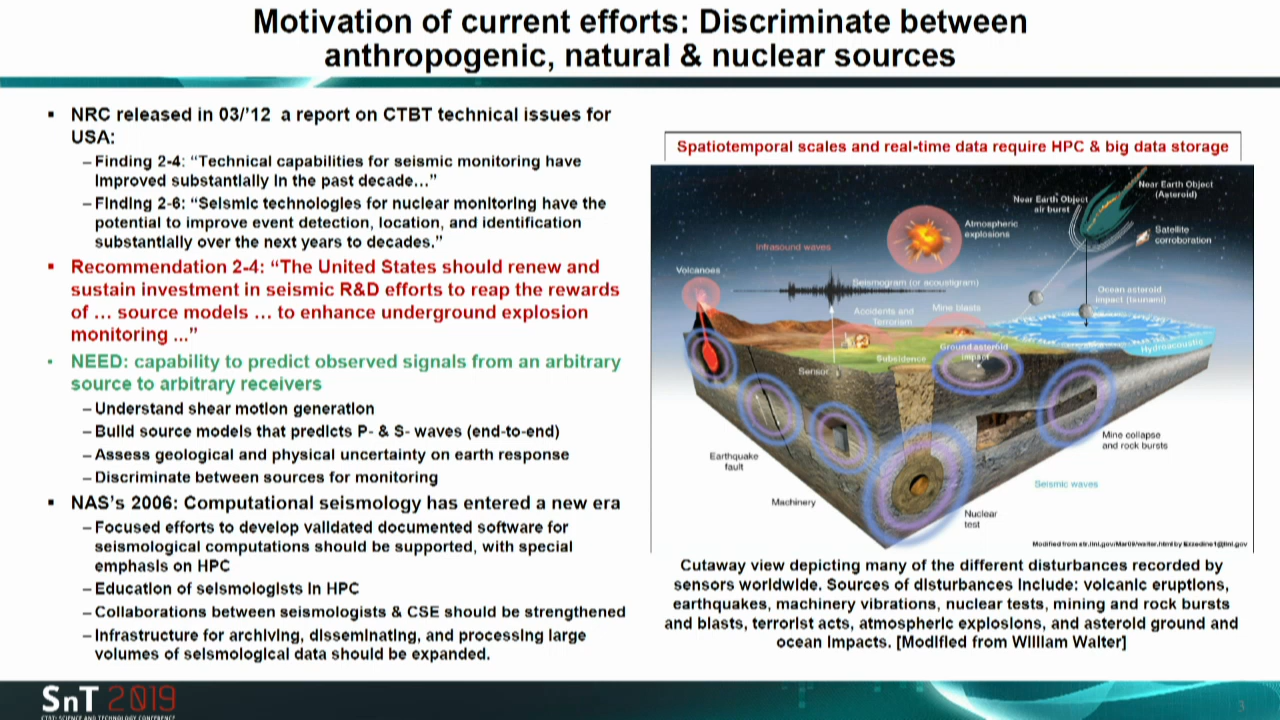 Motivation of current efforts: Discriminate between
anthropogenic, natural & nuclear sources
▪ NRC released in 03/'12 a report on CTBT technical issues for
USA:
– Finding 2-4: “Technical capabilities for seismic monitoring have
improved substantially in the past decade…”
– Finding 2-6: “Seismic technologies for nuclear monitoring have the
potential to improve event detection, location, and identification
substantially over the next years to decades.”
▪ Recommendation 2-4: “The United States should renew and
sustain investment in seismic R&D efforts to reap the rewards
of … source models … to enhance underground explosion
monitoring …”
• NEED: capability to predict observed signals from an arbitrary
source to arbitrary receivers
– Understand shear motion generation
– Build source models that predicts P- & S- waves (end-to-end)
– Assess geological and physical uncertainty on earth response
– Discriminate between sources for monitoring
▪ NAS's 2006: Computational seismology has entered a new era
– Focused efforts to develop validated documented software for
seismological computations should be supported, with special
emphasis on HPC
– Education of seismologists in HPC
– Collaborations between seismologists & CSE should be strengthened
– Infrastructure for archiving, disseminating, and processing large
volumes of seismological data should be expanded.
Spatiotemporal scales and real-time data require HPC & big data storage
Near Earth Object
(Asteroid)
Near Earth Object
air burst
Satellite
corroboration
Atmospheric
explosions
Infrasound waves
Volcanoes
Seismogram (or acoustigram)
Ocean asteroid
impact (tsunami)
Accidents and
Terrorism
Mine blasts
Ground asteroid
impact
Hydroacoustic
Subsidence
Sensor
Mine collapse
and rock bursts
Earthquake
fault
Seismic waves
Machinery
Nuclear
test
Modified from str.llnl.gov/Mar09/walter.html by Ezzedine1@llnl.gov
Cutaway view depicting many of the different disturbances recorded by
sensors worldwide. Sources of disturbances include: volcanic eruptions,
earthquakes, machinery vibrations, nuclear tests, mining and rock bursts
and blasts, terrorist acts, atmospheric explosions, and asteroid ground and
ocean impacts. [Modified from William Walter]
SnT 2019
CTBT: SCIENCE AND TECHNOLOGY CONFERENCE
3